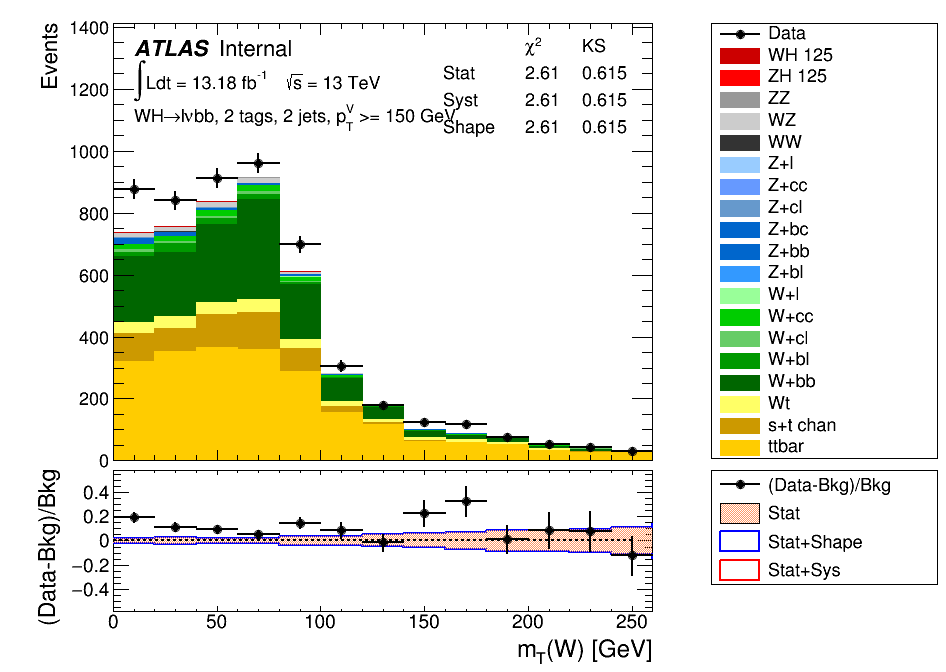 1400
1200
1000
800
600
400
200
0
Events
ATLAS Internal
∫Ldt = 13.18 fb⁻¹ √s = 13 TeV
WH→lνbb, 2 tags, 2 jets, p_T^V >= 150 GeV
χ² KS
Stat 2.61 0.615
Syst 2.61 0.615
Shape 2.61 0.615
Data
WH 125
ZH 125
ZZ
WZ
WW
Z+l
Z+cc
Z+cl
Z+bc
Z+bb
Z+bl
W+l
W+cc
W+cl
W+bl
W+bb
Wt
s+t chan
ttbar
(Data-Bkg)/Bkg
0.4
0.2
0
−0.2
−0.4
0 50 100 150 200 250
m_T(W) [GeV]
(Data-Bkg)/Bkg
Stat
Stat+Shape
Stat+Sys